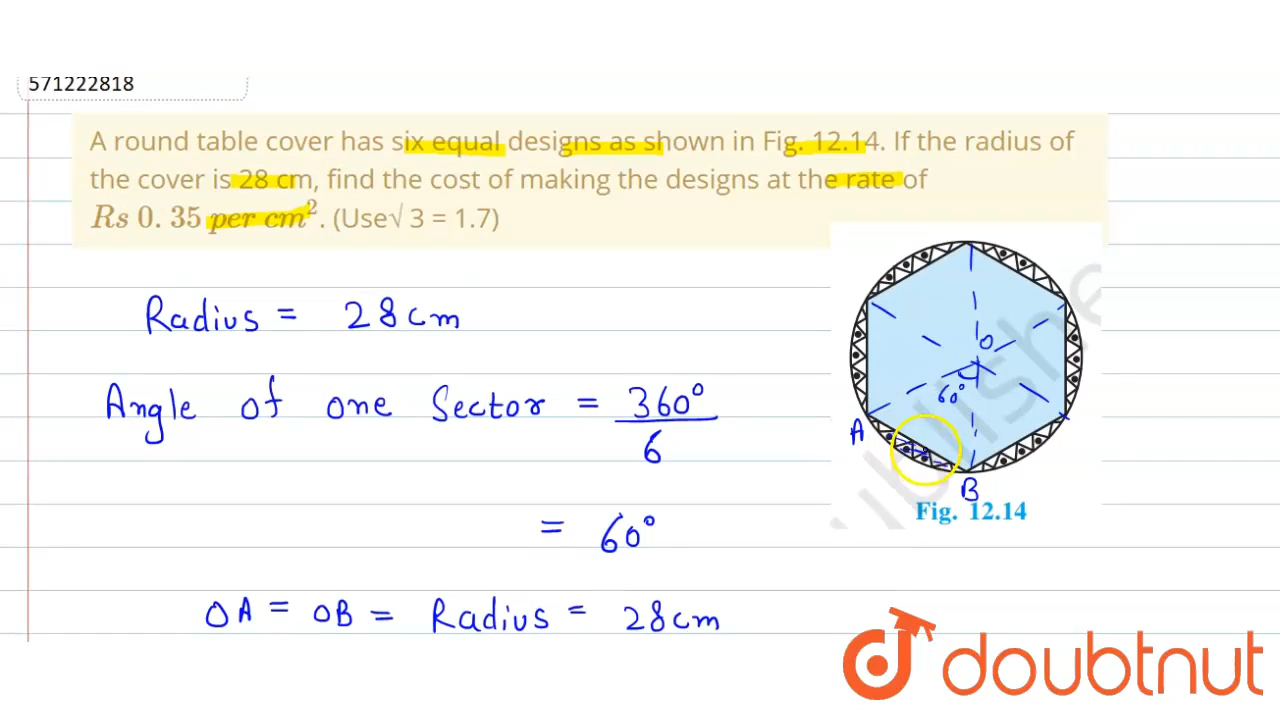 571222818
A round table cover has six equal designs as shown in Fig. 12.14. If the radius of
the cover is 28 cm, find the cost of making the designs at the rate of
Rs 0. 35 per cm². (Use√ 3 = 1.7)
Radius = 28 cm
Angle of one Sector = 360°/6
= 60°
OA = OB = Radius = 28 cm
O
60°
A
B
Fig. 12.14
doubtnut